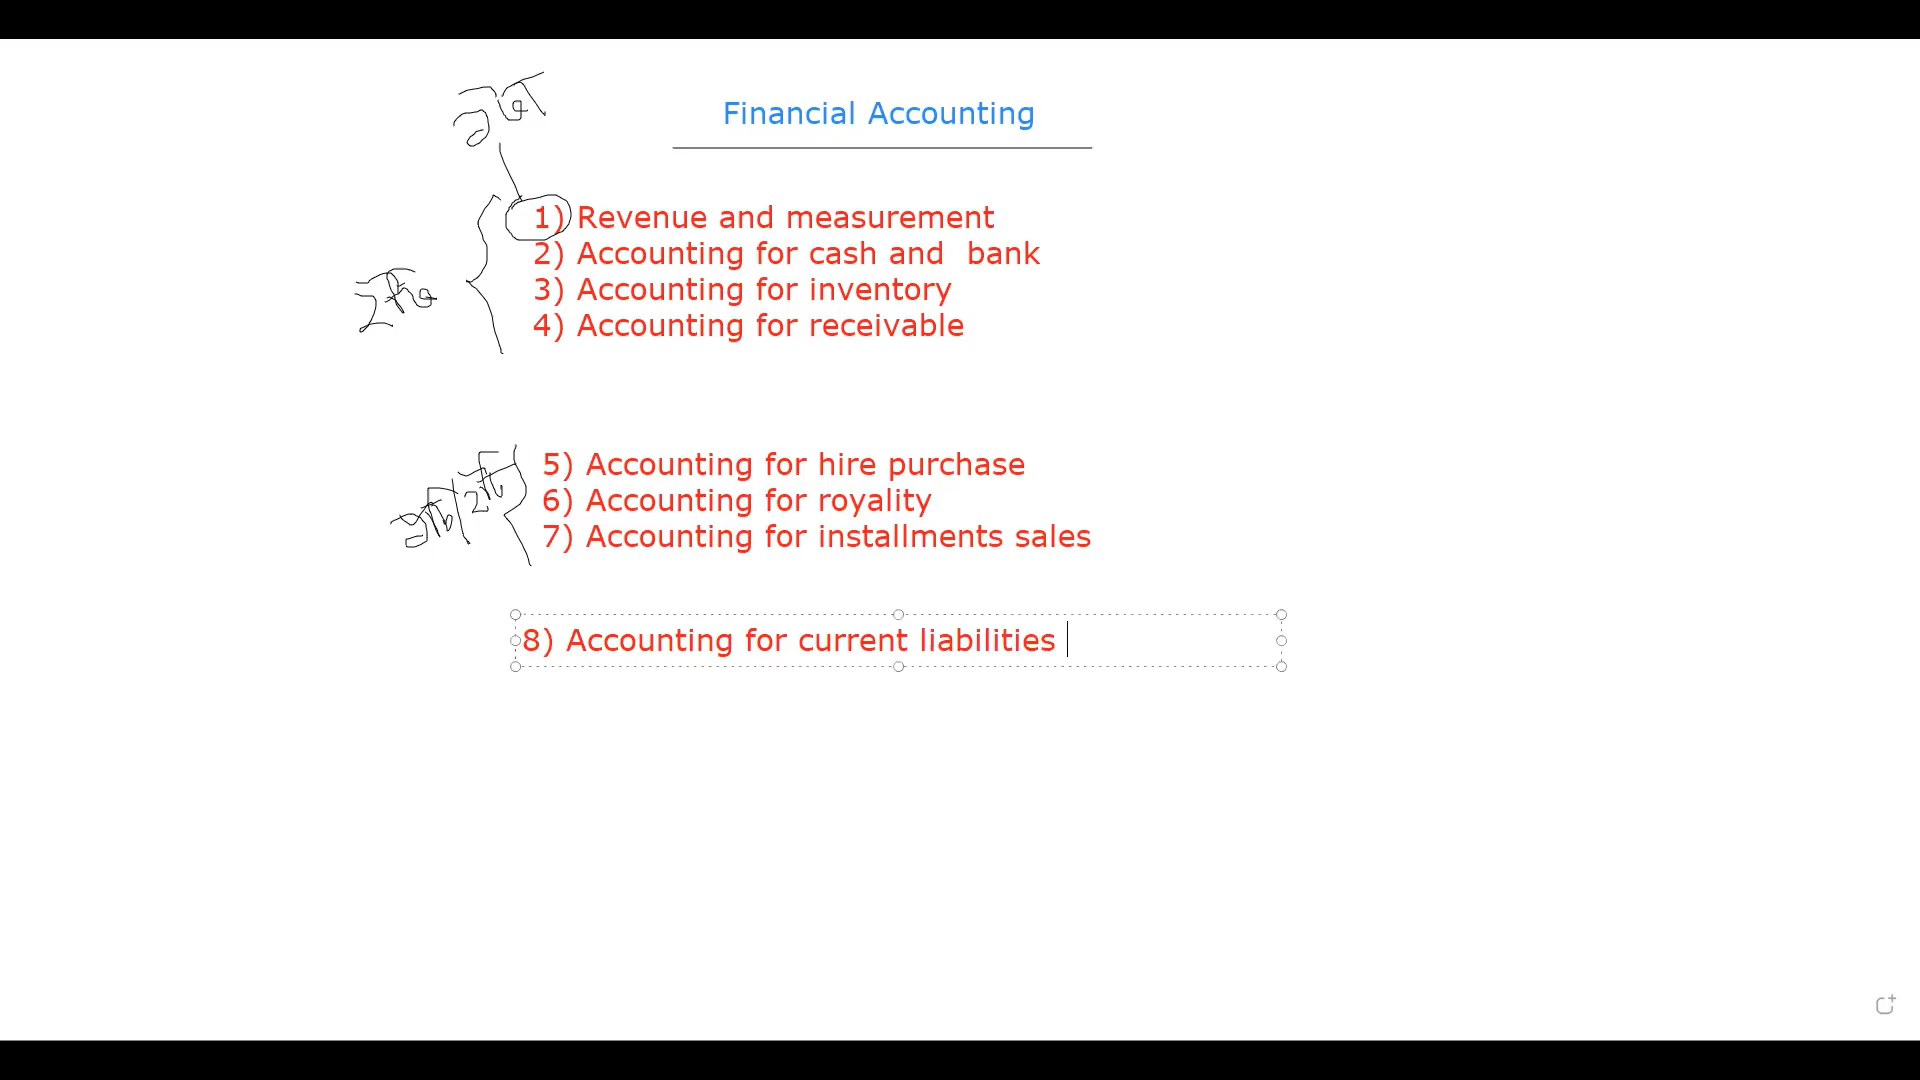 Financial Accounting
1) Revenue and measurement
2) Accounting for cash and bank
3) Accounting for inventory
4) Accounting for receivable
5) Accounting for hire purchase
6) Accounting for royality
7) Accounting for installments sales
8) Accounting for current liabilities